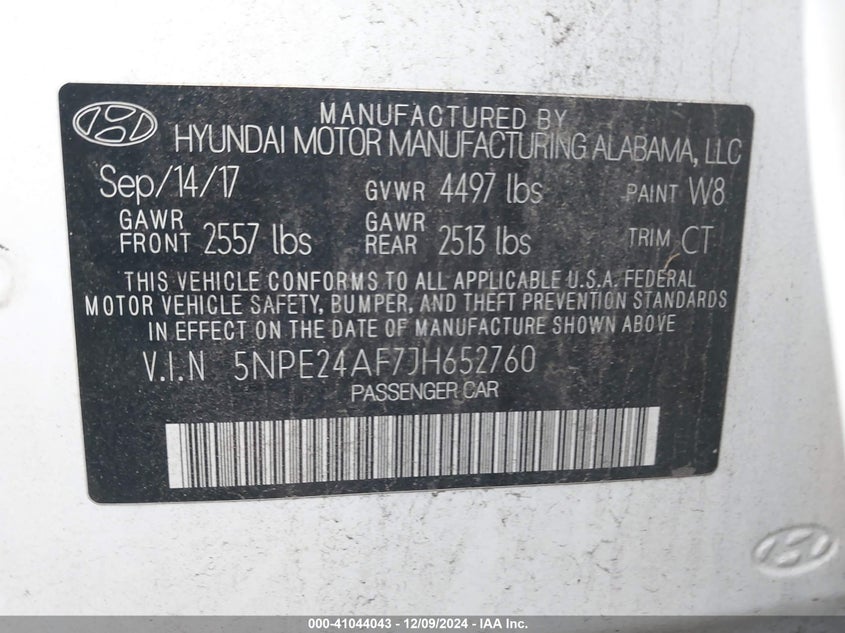 MANUFACTURED BY
HYUNDAI MOTOR MANUFACTURING ALABAMA, LLC
Sep/14/17 GVWR 4497 lbs PAINT W8
GAWR FRONT 2557 lbs GAWR REAR 2513 lbs TRIM CT
THIS VEHICLE CONFORMS TO ALL APPLICABLE U.S.A. FEDERAL
MOTOR VEHICLE SAFETY, BUMPER, AND THEFT PREVENTION STANDARDS
IN EFFECT ON THE DATE OF MANUFACTURE SHOWN ABOVE.
V.I.N 5NPE24AF7JH652760
PASSENGER CAR
000-41044043 - 12/09/2024 - IAA Inc.